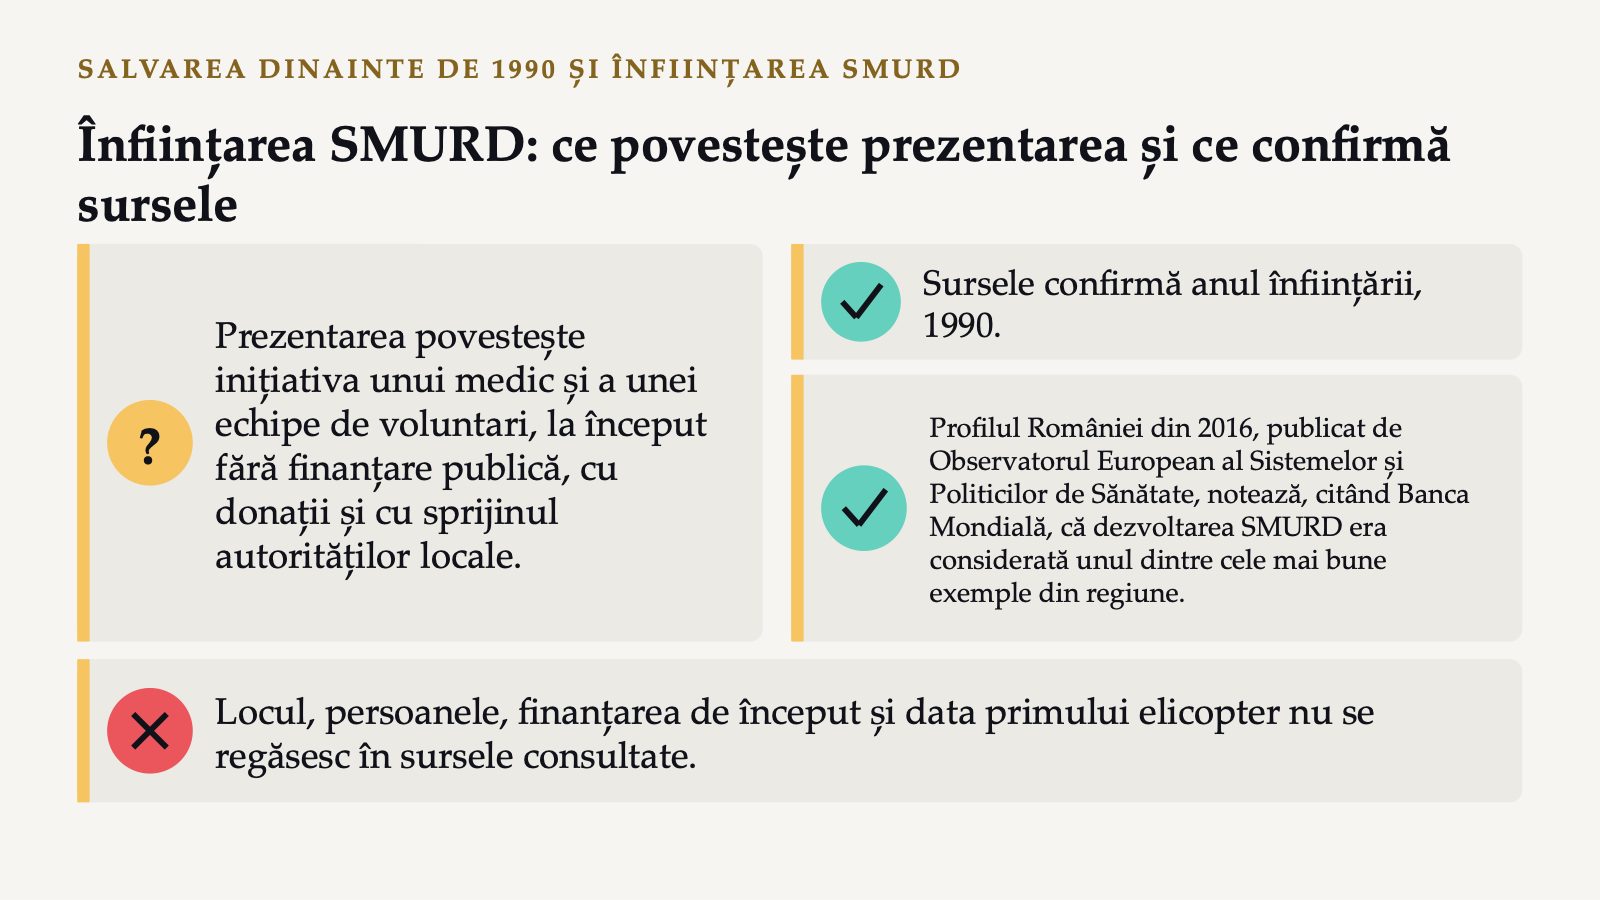 SALVAREA DINAINTE DE 1990 ȘI ÎNFIINȚAREA SMURD
Înființarea SMURD: ce povestește prezentarea și ce confirmă
sursele
?
Prezentarea povestește
inițiativa unui medic și a unei
echipe de voluntari, la început
fără finanțare publică, cu
donații și cu sprijinul
autorităților locale.
Sursele confirmă anul înființării,
1990.
Profilul României din 2016, publicat de
Observatorul European al Sistemelor și
Politicilor de Sănătate, notează, citând Banca
Mondială, că dezvoltarea SMURD era
considerată unul dintre cele mai bune
exemple din regiune.
Locul, persoanele, finanțarea de început și data primului elicopter nu se
regăsesc în sursele consultate.